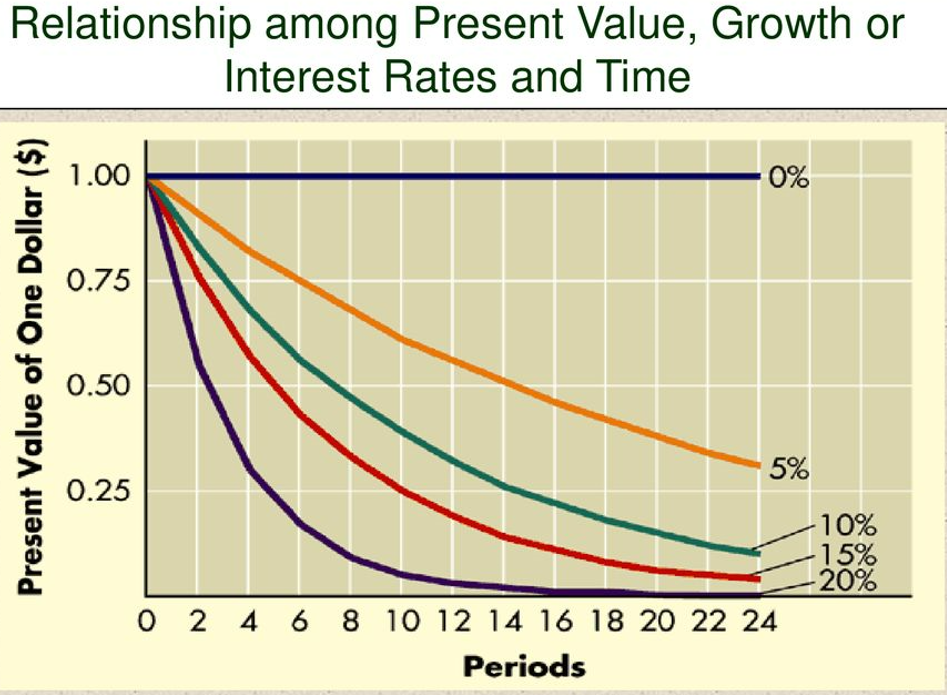 Relationship among Present Value, Growth or
Interest Rates and Time
Present Value of One Dollar ($)
1.00
0.75
0.50
0.25
0%
5%
10%
15%
20%
0 2 4 6 8 10 12 14 16 18 20 22 24
Periods